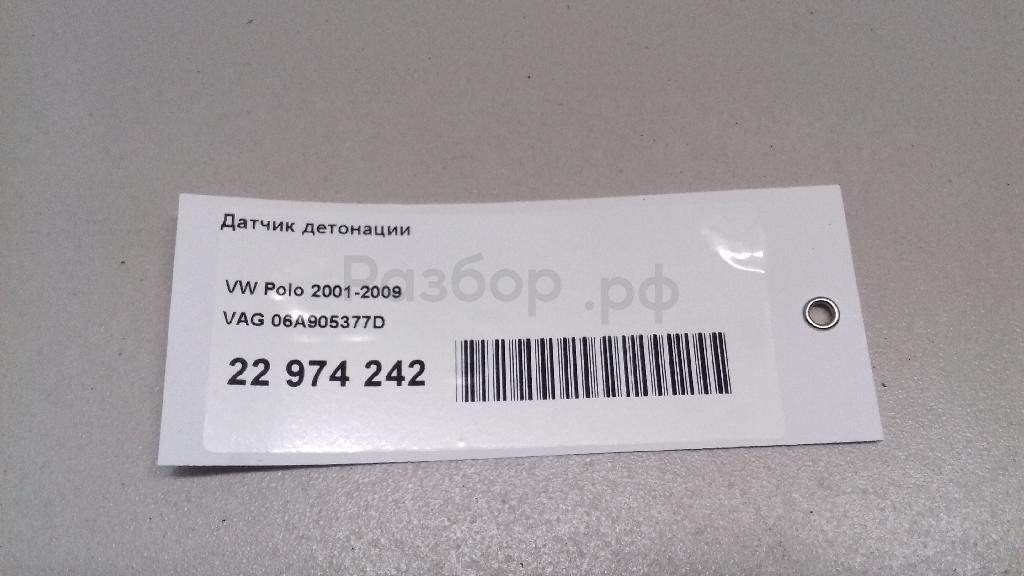 Датчик детонации
Разбор.рф
VW Polo 2001-2009
VAG 06A905377D
22 974 242